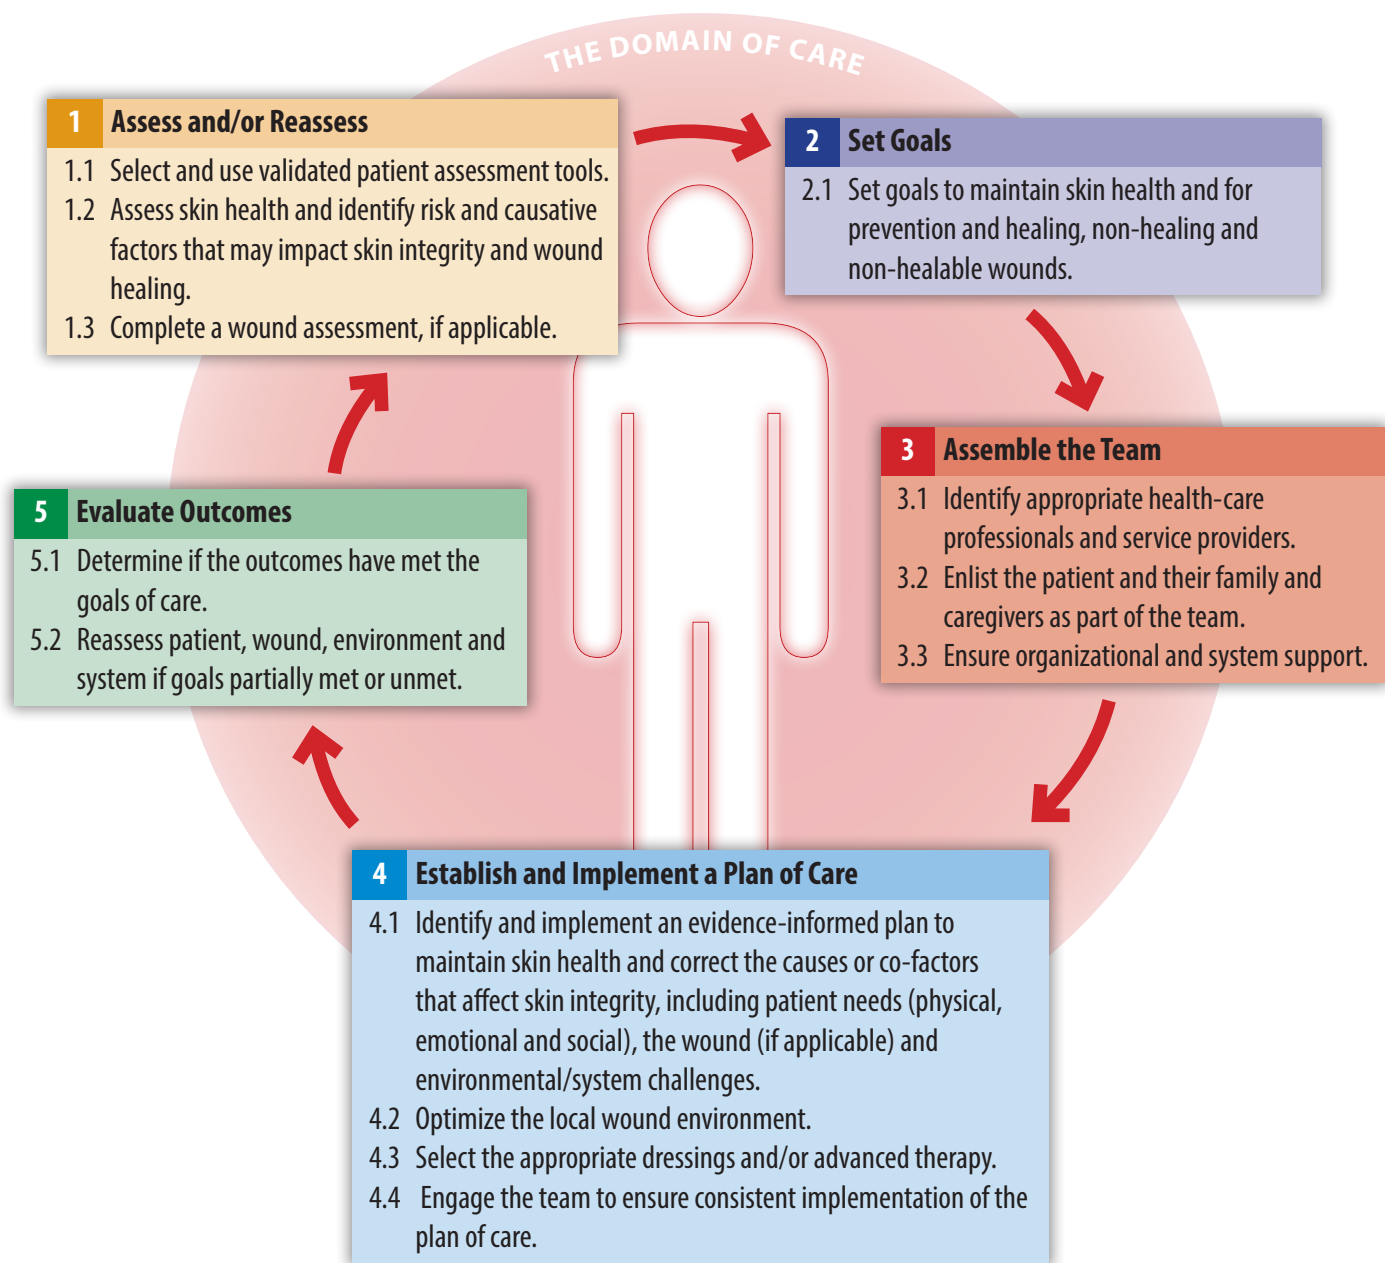 THE DOMAIN OF CARE
1 Assess and/or Reassess
1.1 Select and use validated patient assessment tools.
1.2 Assess skin health and identify risk and causative
factors that may impact skin integrity and wound
healing.
1.3 Complete a wound assessment, if applicable.
2 Set Goals
2.1 Set goals to maintain skin health and for
prevention and healing, non-healing and
non-healable wounds.
3 Assemble the Team
3.1 Identify appropriate health-care
professionals and service providers.
3.2 Enlist the patient and their family and
caregivers as part of the team.
3.3 Ensure organizational and system support.
4 Establish and Implement a Plan of Care
4.1 Identify and implement an evidence-informed plan to
maintain skin health and correct the causes or co-factors
that affect skin integrity, including patient needs (physical,
emotional and social), the wound (if applicable) and
environmental/system challenges.
4.2 Optimize the local wound environment.
4.3 Select the appropriate dressings and/or advanced therapy.
4.4 Engage the team to ensure consistent implementation of the
plan of care.
5 Evaluate Outcomes
5.1 Determine if the outcomes have met the
goals of care.
5.2 Reassess patient, wound, environment and
system if goals partially met or unmet.